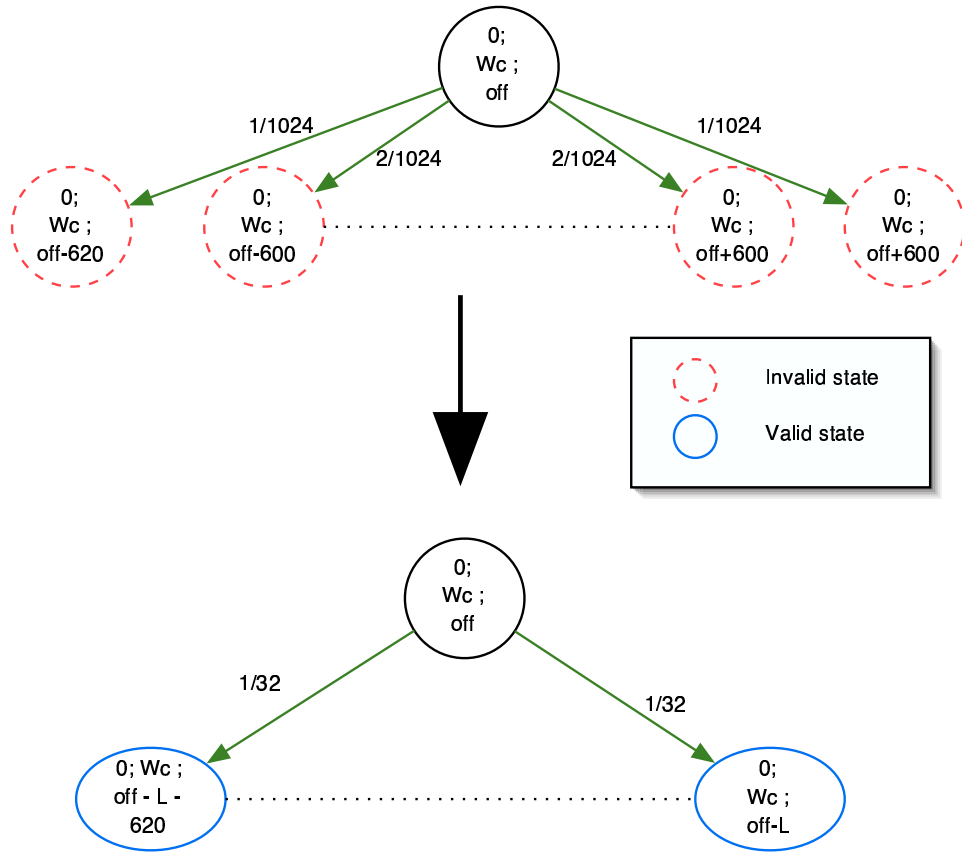 0;
Wc ;
off
1/1024
1/1024
2/1024
2/1024
0;
Wc ;
off-620
0;
Wc ;
off-600
0;
Wc ;
off+600
0;
Wc ;
off+600
Invalid state
Valid state
0;
Wc ;
off
1/32
1/32
0; Wc ;
off - L -
620
0;
Wc ;
off-L